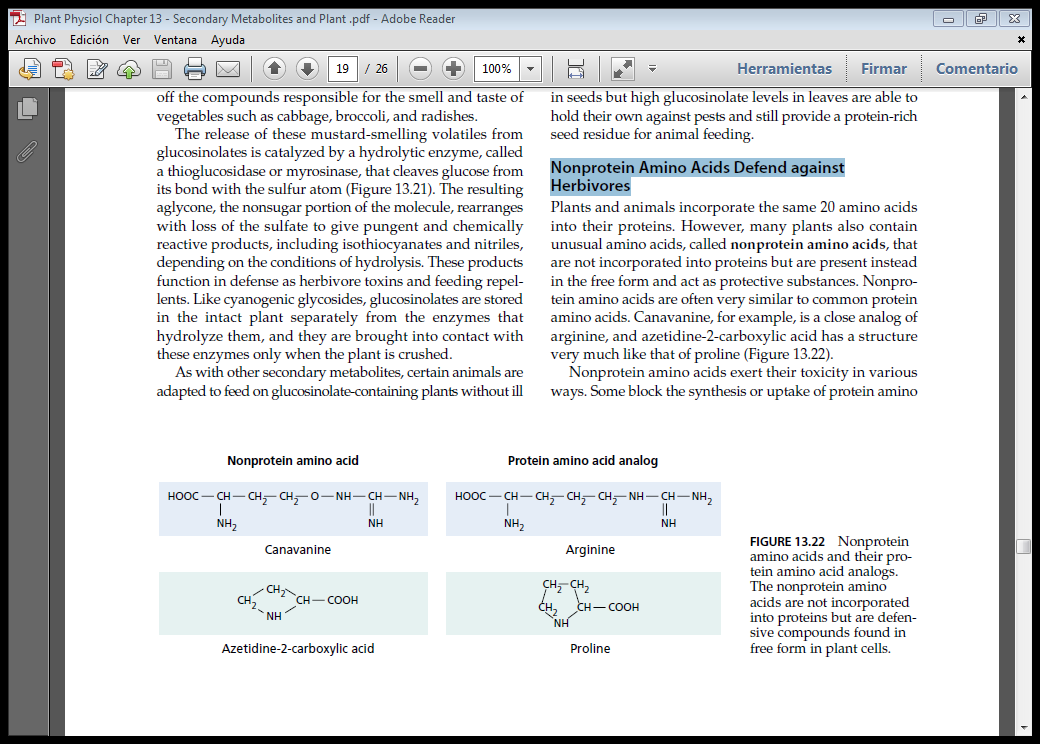 Plant Physiol Chapter 13 - Secondary Metabolites and Plant .pdf - Adobe Reader
Archivo Edición Ver Ventana Ayuda
19 / 26 100% Herramientas Firmar Comentario
off the compounds responsible for the smell and taste of
vegetables such as cabbage, broccoli, and radishes.
The release of these mustard-smelling volatiles from
glucosinolates is catalyzed by a hydrolytic enzyme, called
a thioglucosidase or myrosinase, that cleaves glucose from
its bond with the sulfur atom (Figure 13.21). The resulting
aglycone, the nonsugar portion of the molecule, rearranges
with loss of the sulfate to give pungent and chemically
reactive products, including isothiocyanates and nitriles,
depending on the conditions of hydrolysis. These products
function in defense as herbivore toxins and feeding repel-
lents. Like cyanogenic glycosides, glucosinolates are stored
in the intact plant separately from the enzymes that
hydrolyze them, and they are brought into contact with
these enzymes only when the plant is crushed.
As with other secondary metabolites, certain animals are
adapted to feed on glucosinolate-containing plants without ill
in seeds but high glucosinolate levels in leaves are able to
hold their own against pests and still provide a protein-rich
seed residue for animal feeding.
Nonprotein Amino Acids Defend against
Herbivores
Plants and animals incorporate the same 20 amino acids
into their proteins. However, many plants also contain
unusual amino acids, called nonprotein amino acids, that
are not incorporated into proteins but are present instead
in the free form and act as protective substances. Nonpro-
tein amino acids are often very similar to common protein
amino acids. Canavanine, for example, is a close analog of
arginine, and azetidine-2-carboxylic acid has a structure
very much like that of proline (Figure 13.22).
Nonprotein amino acids exert their toxicity in various
ways. Some block the synthesis or uptake of protein amino
Nonprotein amino acid
HOOC — CH — CH2 — CH2 — O — NH — CH — NH2
NH2 NH
Canavanine
CH2
CH2 CH — COOH
NH
Azetidine-2-carboxylic acid
Protein amino acid analog
HOOC — CH — CH2 — CH2 — CH2 — NH — CH — NH2
NH2 NH
Arginine
CH2 — CH2
CH2 CH — COOH
NH
Proline
FIGURE 13.22 Nonprotein
amino acids and their pro-
tein amino acid analogs.
The nonprotein amino
acids are not incorporated
into proteins but are defen-
sive compounds found in
free form in plant cells.